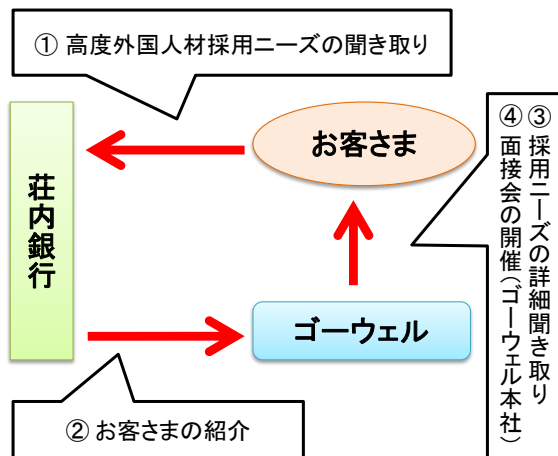 ① 高度外国人材採用ニーズの聞き取り
お客さま
荘内銀行
③ 採用ニーズの詳細聞き取り
④ 面接会の開催(ゴーウェル本社)
ゴーウェル
② お客さまの紹介